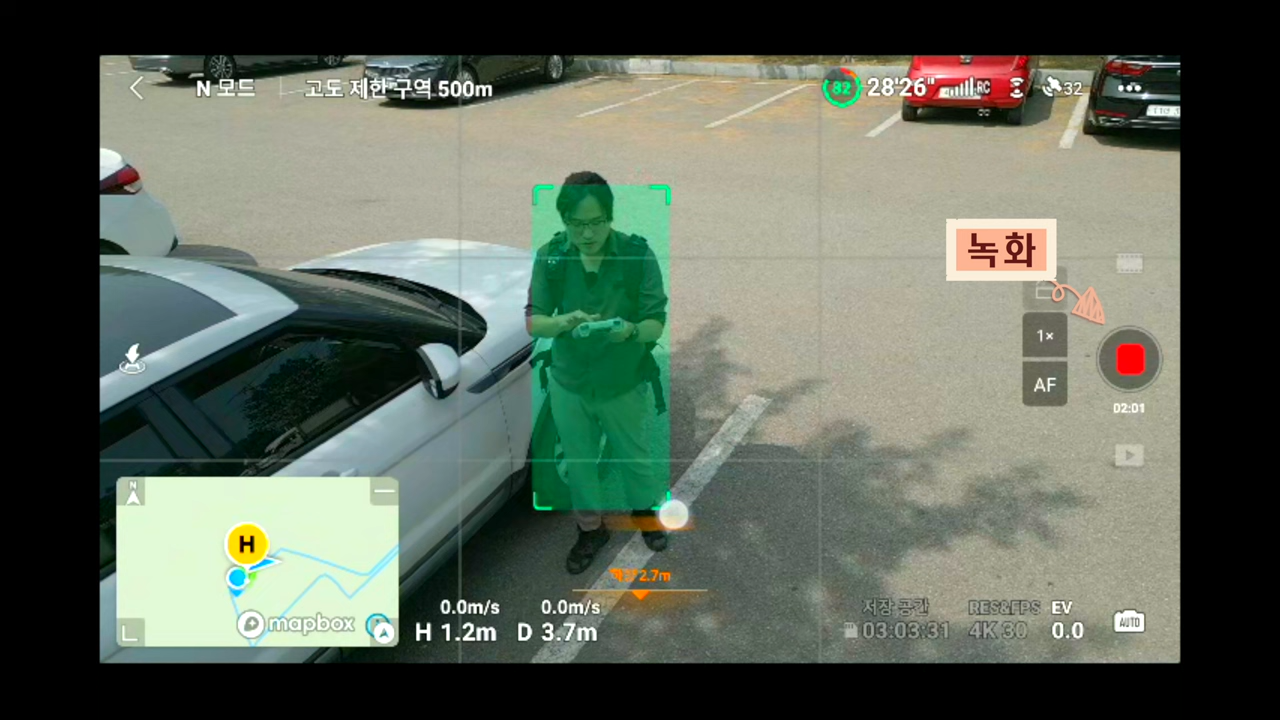 N 모드
고도 제한 구역 500m
82
28'26"
RC
32
녹화
1×
AF
02:01
N
H
mapbox
0.0m/s
0.0m/s
H 1.2m
D 3.7m
2.7m
저장 공간
03:03:31
RES&FPS
4K 30
EV
0.0
AUTO